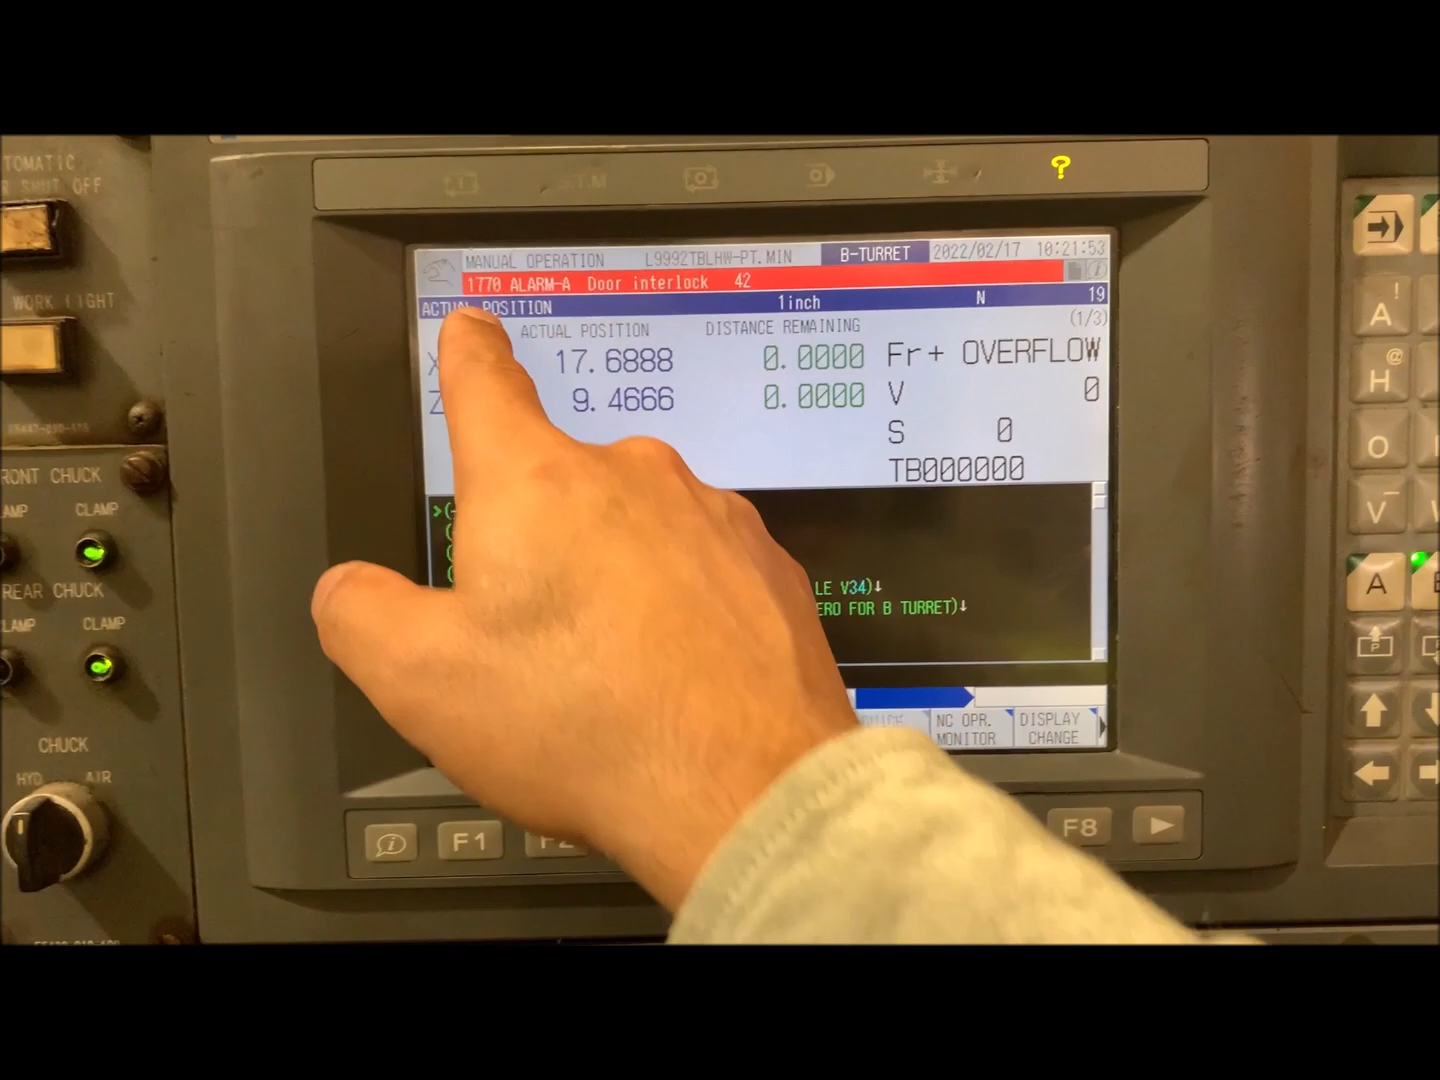 TOMATIC
R SHUT OFF
?
MANUAL OPERATION L9992TBLHW-PT.MIN B-TURRET 2022/02/17 10:21:53
1770 ALARM-A Door interlock 42
ACTUAL POSITION 1inch N 19
(1/3)
ACTUAL POSITION DISTANCE REMAINING
X 17.6888 0.0000 Fr+ OVERFLOW
Z 9.4666 0.0000 V 0
S 0
TB000000
LE V34)↓
ERO FOR B TURRET)↓
NC OPR. MONITOR
DISPLAY CHANGE
WORK LIGHT
RONT CHUCK
LAMP CLAMP
REAR CHUCK
LAMP CLAMP
CHUCK
HYD AIR
F1 F2 F8
A !
H @
O
V
A
P